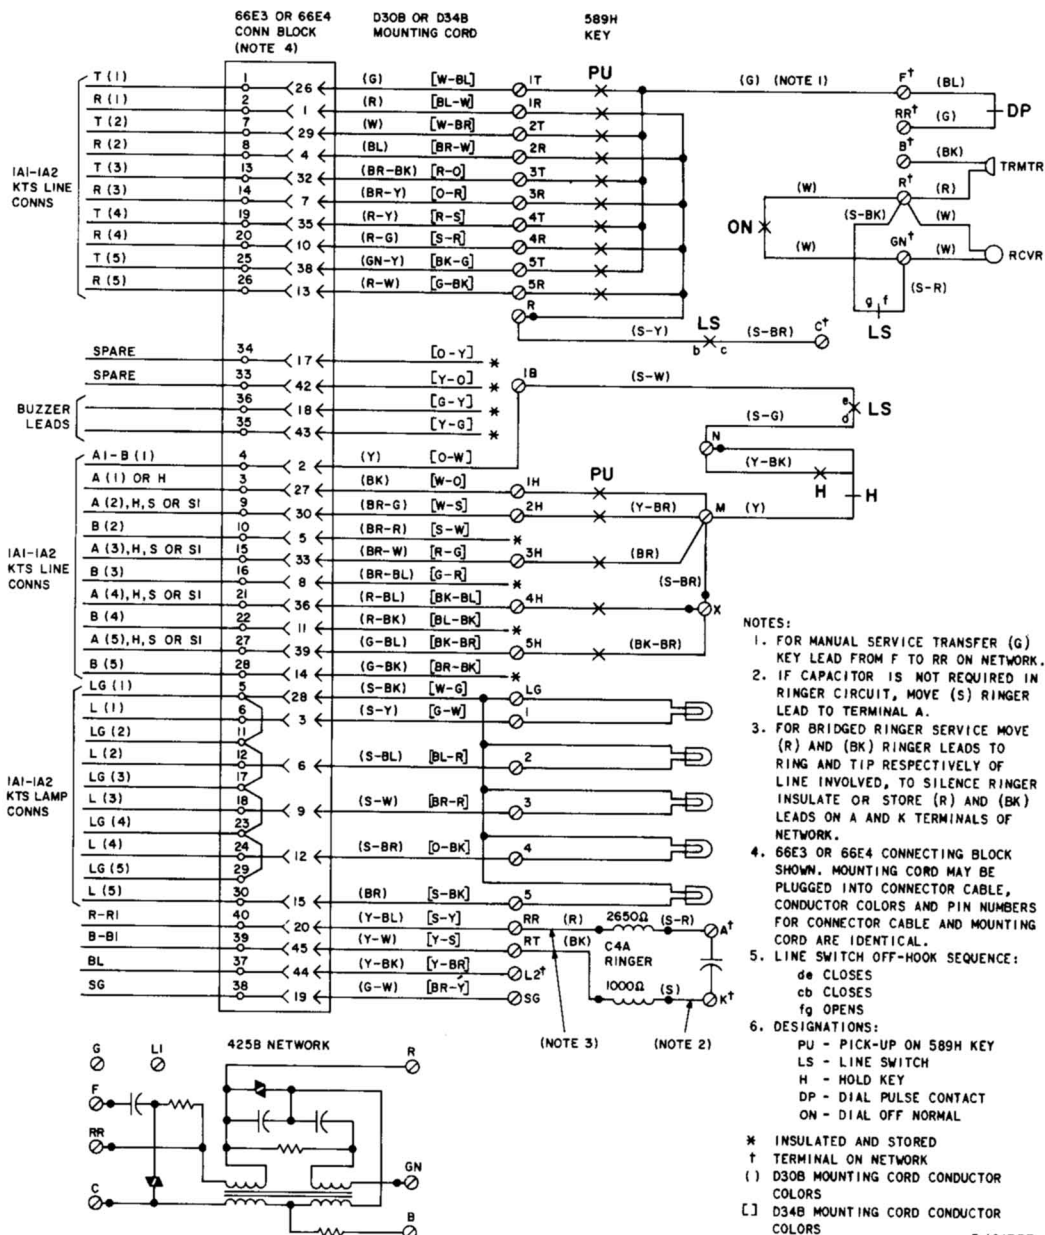 66E3 OR 66E4 CONN BLOCK (NOTE 4)
D30B OR D34B MOUNTING CORD
589H KEY
1A1-1A2 KTS LINE CONNS
T (1) 1 26 (G) [W-BL] 1T
R (1) 2 1 (R) [BL-W] 1R
T (2) 7 29 (W) [W-BR] 2T
R (2) 8 4 (BL) [BR-W] 2R
T (3) 13 32 (BR-BK) [R-O] 3T
R (3) 14 7 (BR-Y) [O-R] 3R
T (4) 19 35 (R-Y) [R-S] 4T
R (4) 20 10 (R-G) [S-R] 4R
T (5) 25 38 (GN-Y) [BK-G] 5T
R (5) 26 13 (R-W) [G-BK] 5R
PU
R
(G) (NOTE 1) F† (BL)
RR† (G)
DP
B† (BK)
TRMTR
(W) R† (R)
(S-BK) (W)
ON
GN†
(W) (W)
RCVR
(S-R)
g f
LS
(S-Y) LS (S-BR) C†
b c
SPARE 34 17 [O-Y] *
SPARE 33 42 [Y-O] *
BUZZER LEADS
36 18 [G-Y] *
35 43 [Y-G] *
1B (S-W)
e
d
LS
(S-G)
N
(Y-BK)
H
H
1A1-1A2 KTS LINE CONNS
A1-B (1) 4 2 (Y) [O-W]
A (1) OR H 3 27 (BK) [W-O] 1H
A (2),H,S OR S1 9 30 (BR-G) [W-S] 2H
B (2) 10 5 (BR-R) [S-W] *
A (3),H,S OR S1 15 33 (BR-W) [R-G] 3H
B (3) 16 8 (BR-BL) [G-R] *
A (4),H,S OR S1 21 36 (R-BL) [BK-BL] 4H
B (4) 22 11 (R-BK) [BL-BK] *
A (5),H,S OR S1 27 39 (G-BL) [BK-BR] 5H
B (5) 28 14 (G-BK) [BR-BK] *
PU
(Y-BR) M (Y)
(BR)
(S-BR)
X
(BK-BR)
1A1-1A2 KTS LAMP CONNS
LG (1) 5 28 (S-BK) [W-G] LG
L (1) 6 3 (S-Y) [G-W] 1
LG (2) 11
L (2) 12 6 (S-BL) [BL-R] 2
LG (3) 17
L (3) 18 9 (S-W) [BR-R] 3
LG (4) 23
L (4) 24 12 (S-BR) [O-BK] 4
LG (5) 29
L (5) 30 15 (BR) [S-BK] 5
R-R1 40 20 (Y-BL) [S-Y] RR (R) 2650Ω (S-R) A†
B-B1 39 45 (Y-W) [Y-S] RT (BK)
C4A RINGER
BL 37 44 (Y-BK) [Y-BR] L2†
SG 38 19 (G-W) [BR-Y] SG
1000Ω (S) K†
(NOTE 3) (NOTE 2)
NOTES:
1. FOR MANUAL SERVICE TRANSFER (G)
KEY LEAD FROM F TO RR ON NETWORK.
2. IF CAPACITOR IS NOT REQUIRED IN
RINGER CIRCUIT, MOVE (S) RINGER
LEAD TO TERMINAL A.
3. FOR BRIDGED RINGER SERVICE MOVE
(R) AND (BK) RINGER LEADS TO
RING AND TIP RESPECTIVELY OF
LINE INVOLVED, TO SILENCE RINGER
INSULATE OR STORE (R) AND (BK)
LEADS ON A AND K TERMINALS OF
NETWORK.
4. 66E3 OR 66E4 CONNECTING BLOCK
SHOWN. MOUNTING CORD MAY BE
PLUGGED INTO CONNECTOR CABLE,
CONDUCTOR COLORS AND PIN NUMBERS
FOR CONNECTOR CABLE AND MOUNTING
CORD ARE IDENTICAL.
5. LINE SWITCH OFF-HOOK SEQUENCE:
de CLOSES
cb CLOSES
fg OPENS
6. DESIGNATIONS:
PU - PICK-UP ON 589H KEY
LS - LINE SWITCH
H - HOLD KEY
DP - DIAL PULSE CONTACT
ON - DIAL OFF NORMAL
* INSULATED AND STORED
† TERMINAL ON NETWORK
( ) D30B MOUNTING CORD CONDUCTOR
COLORS
[ ] D34B MOUNTING CORD CONDUCTOR
COLORS
425B NETWORK
G L1 R
F
RR
GN
C
B